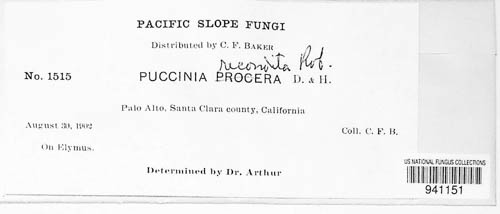 PACIFIC SLOPE FUNGI
Distributed by C. F. BAKER
recondita Rob.
No. 1515 PUCCINIA PROCERA D. & H.
Palo Alto, Santa Clara county, California
August 30, 1902 Coll. C. F. B.
On Elymus.
Determined by Dr. Arthur
US NATIONAL FUNGUS COLLECTIONS
941151